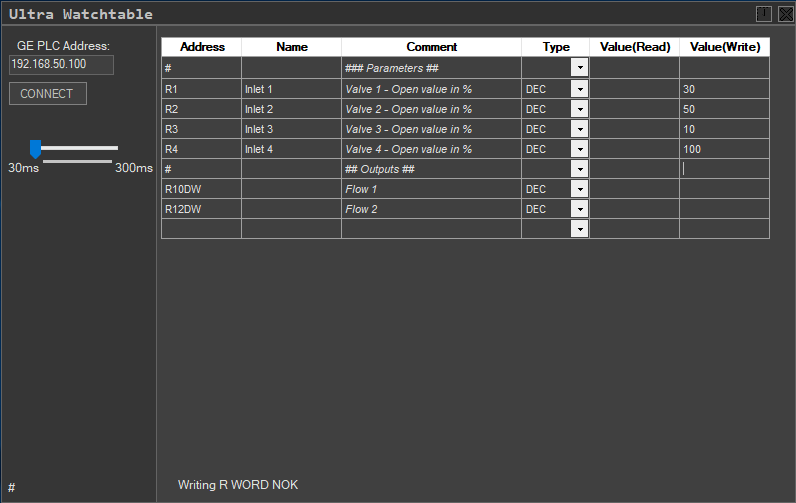 Ultra Watchtable
GE PLC Address:
192.168.50.100
CONNECT
30ms 300ms
Address Name Comment Type Value(Read) Value(Write)
# ### Parameters ##
R1 Inlet 1 Valve 1 - Open value in % DEC 30
R2 Inlet 2 Valve 2 - Open value in % DEC 50
R3 Inlet 3 Valve 3 - Open value in % DEC 10
R4 Inlet 4 Valve 4 - Open value in % DEC 100
# ## Outputs ##
R10DW Flow 1 DEC
R12DW Flow 2 DEC
# Writing R WORD NOK